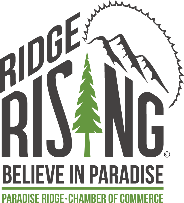 RIDGE
RISING
BELIEVE IN PARADISE
PARADISE RIDGE-CHAMBER OF COMMERCE